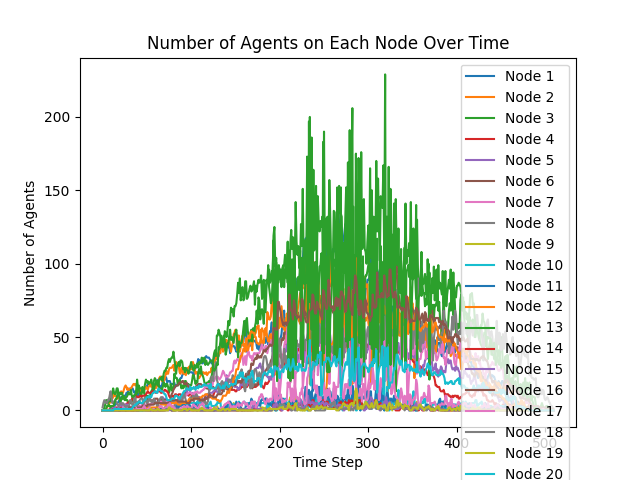 Number of Agents on Each Node Over Time
Number of Agents
200
150
100
50
0
0
100
200
300
400
500
Time Step
Node 1
Node 2
Node 3
Node 4
Node 5
Node 6
Node 7
Node 8
Node 9
Node 10
Node 11
Node 12
Node 13
Node 14
Node 15
Node 16
Node 17
Node 18
Node 19
Node 20